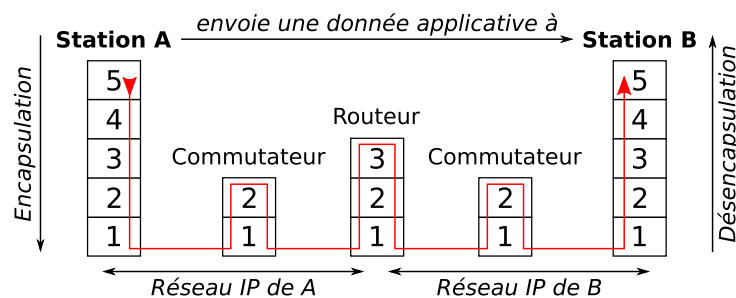 envoie une donnée applicative à
Station A
Station B
Encapsulation
Désencapsulation
5
5
4
4
Routeur
Commutateur
Commutateur
3
3
3
2
2
2
2
2
1
1
1
1
1
Réseau IP de A
Réseau IP de B